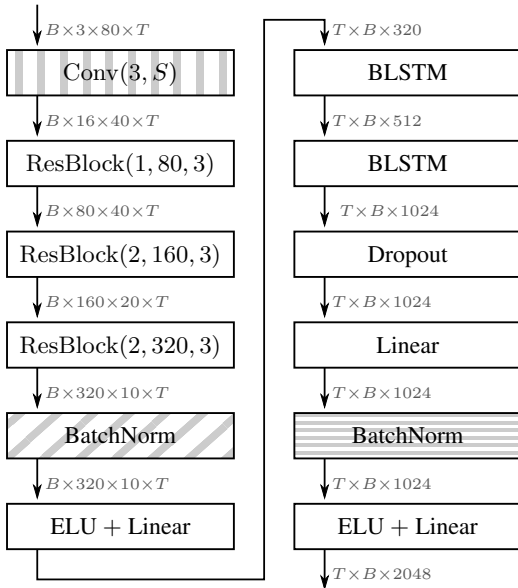 B×3×80×T
Conv(3, S)
B×16×40×T
ResBlock(1, 80, 3)
B×80×40×T
ResBlock(2, 160, 3)
B×160×20×T
ResBlock(2, 320, 3)
B×320×10×T
BatchNorm
B×320×10×T
ELU + Linear
T×B×320
BLSTM
T×B×512
BLSTM
T×B×1024
Dropout
T×B×1024
Linear
T×B×1024
BatchNorm
T×B×1024
ELU + Linear
T×B×2048